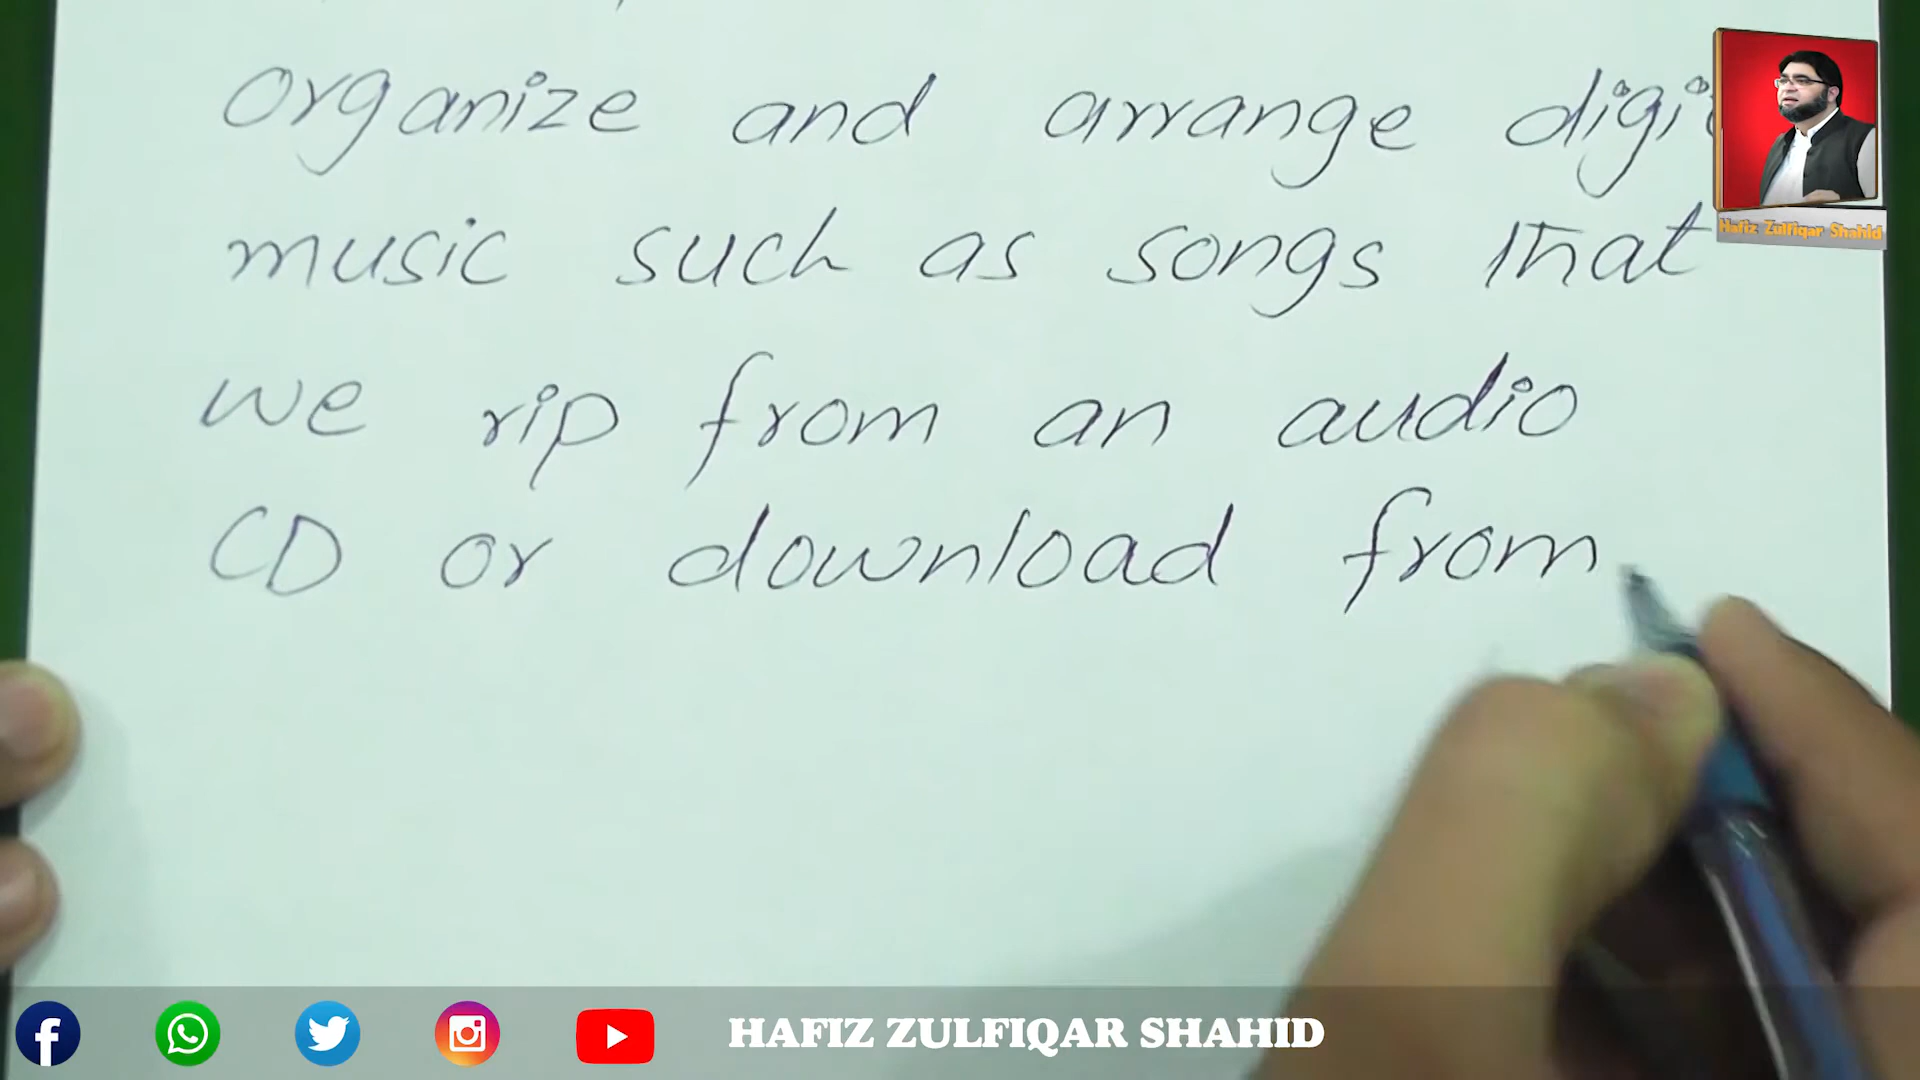 organize and arrange digi
music such as songs that
we rip from an audio
CD or download from
Hafiz Zulfiqar Shahid
HAFIZ ZULFIQAR SHAHID